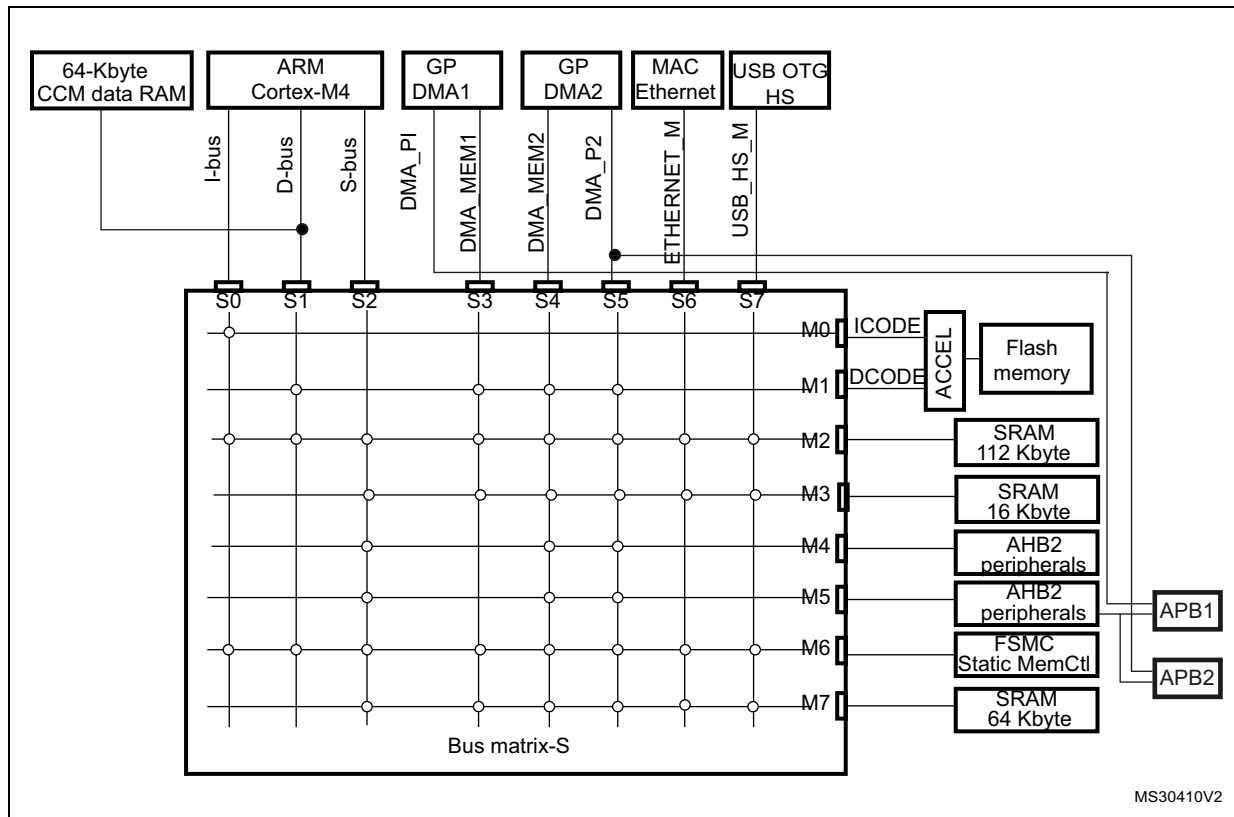 64-Kbyte
CCM data RAM
ARM
Cortex-M4
GP
DMA1
GP
DMA2
MAC
Ethernet
USB OTG
HS
I-bus
D-bus
S-bus
DMA_PI
DMA_MEM1
DMA_MEM2
DMA_P2
ETHERNET_M
USB_HS_M
S0
S1
S2
S3
S4
S5
S6
S7
M0
ICODE
M1
DCODE
ACCEL
Flash
memory
M2
SRAM
112 Kbyte
M3
SRAM
16 Kbyte
M4
AHB2
peripherals
M5
AHB2
peripherals
APB1
M6
FSMC
Static MemCtl
APB2
M7
SRAM
64 Kbyte
Bus matrix-S
MS30410V2